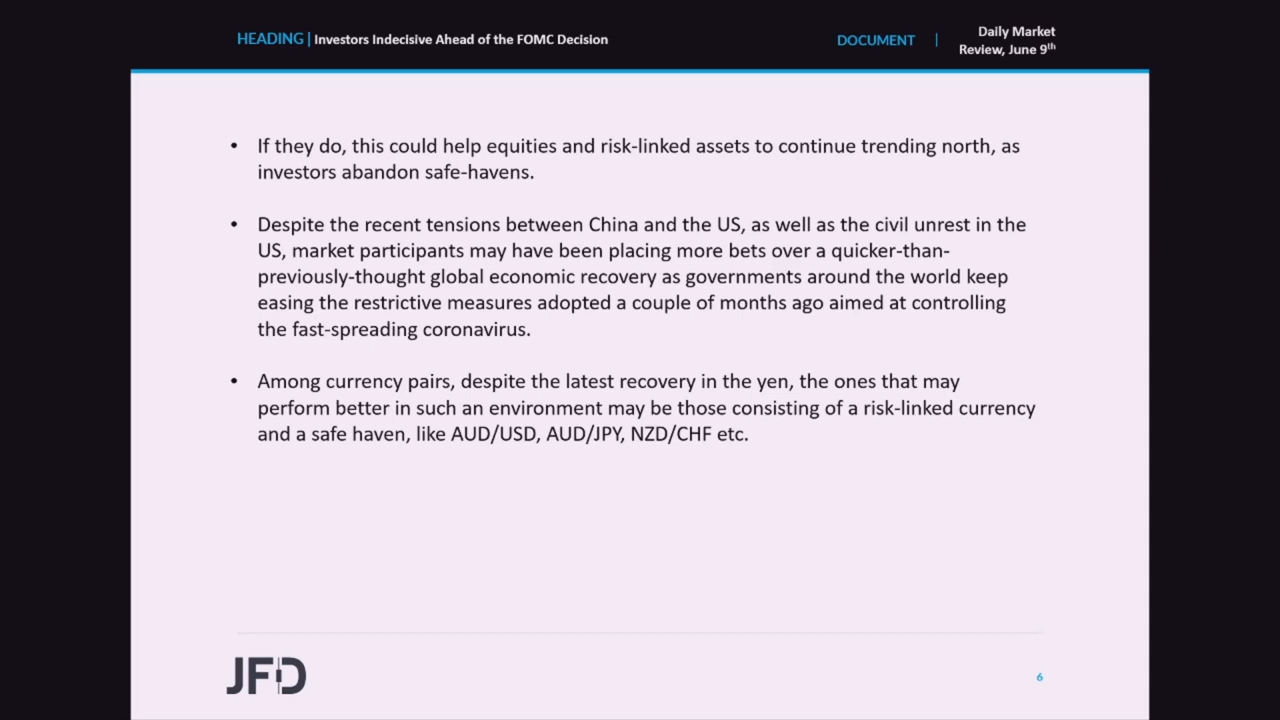 HEADING | Investors Indecisive Ahead of the FOMC Decision
DOCUMENT |
Daily Market
Review, June 9th
• If they do, this could help equities and risk-linked assets to continue trending north, as
investors abandon safe-havens.
• Despite the recent tensions between China and the US, as well as the civil unrest in the
US, market participants may have been placing more bets over a quicker-than-
previously-thought global economic recovery as governments around the world keep
easing the restrictive measures adopted a couple of months ago aimed at controlling
the fast-spreading coronavirus.
• Among currency pairs, despite the latest recovery in the yen, the ones that may
perform better in such an environment may be those consisting of a risk-linked currency
and a safe haven, like AUD/USD, AUD/JPY, NZD/CHF etc.
JFD
6